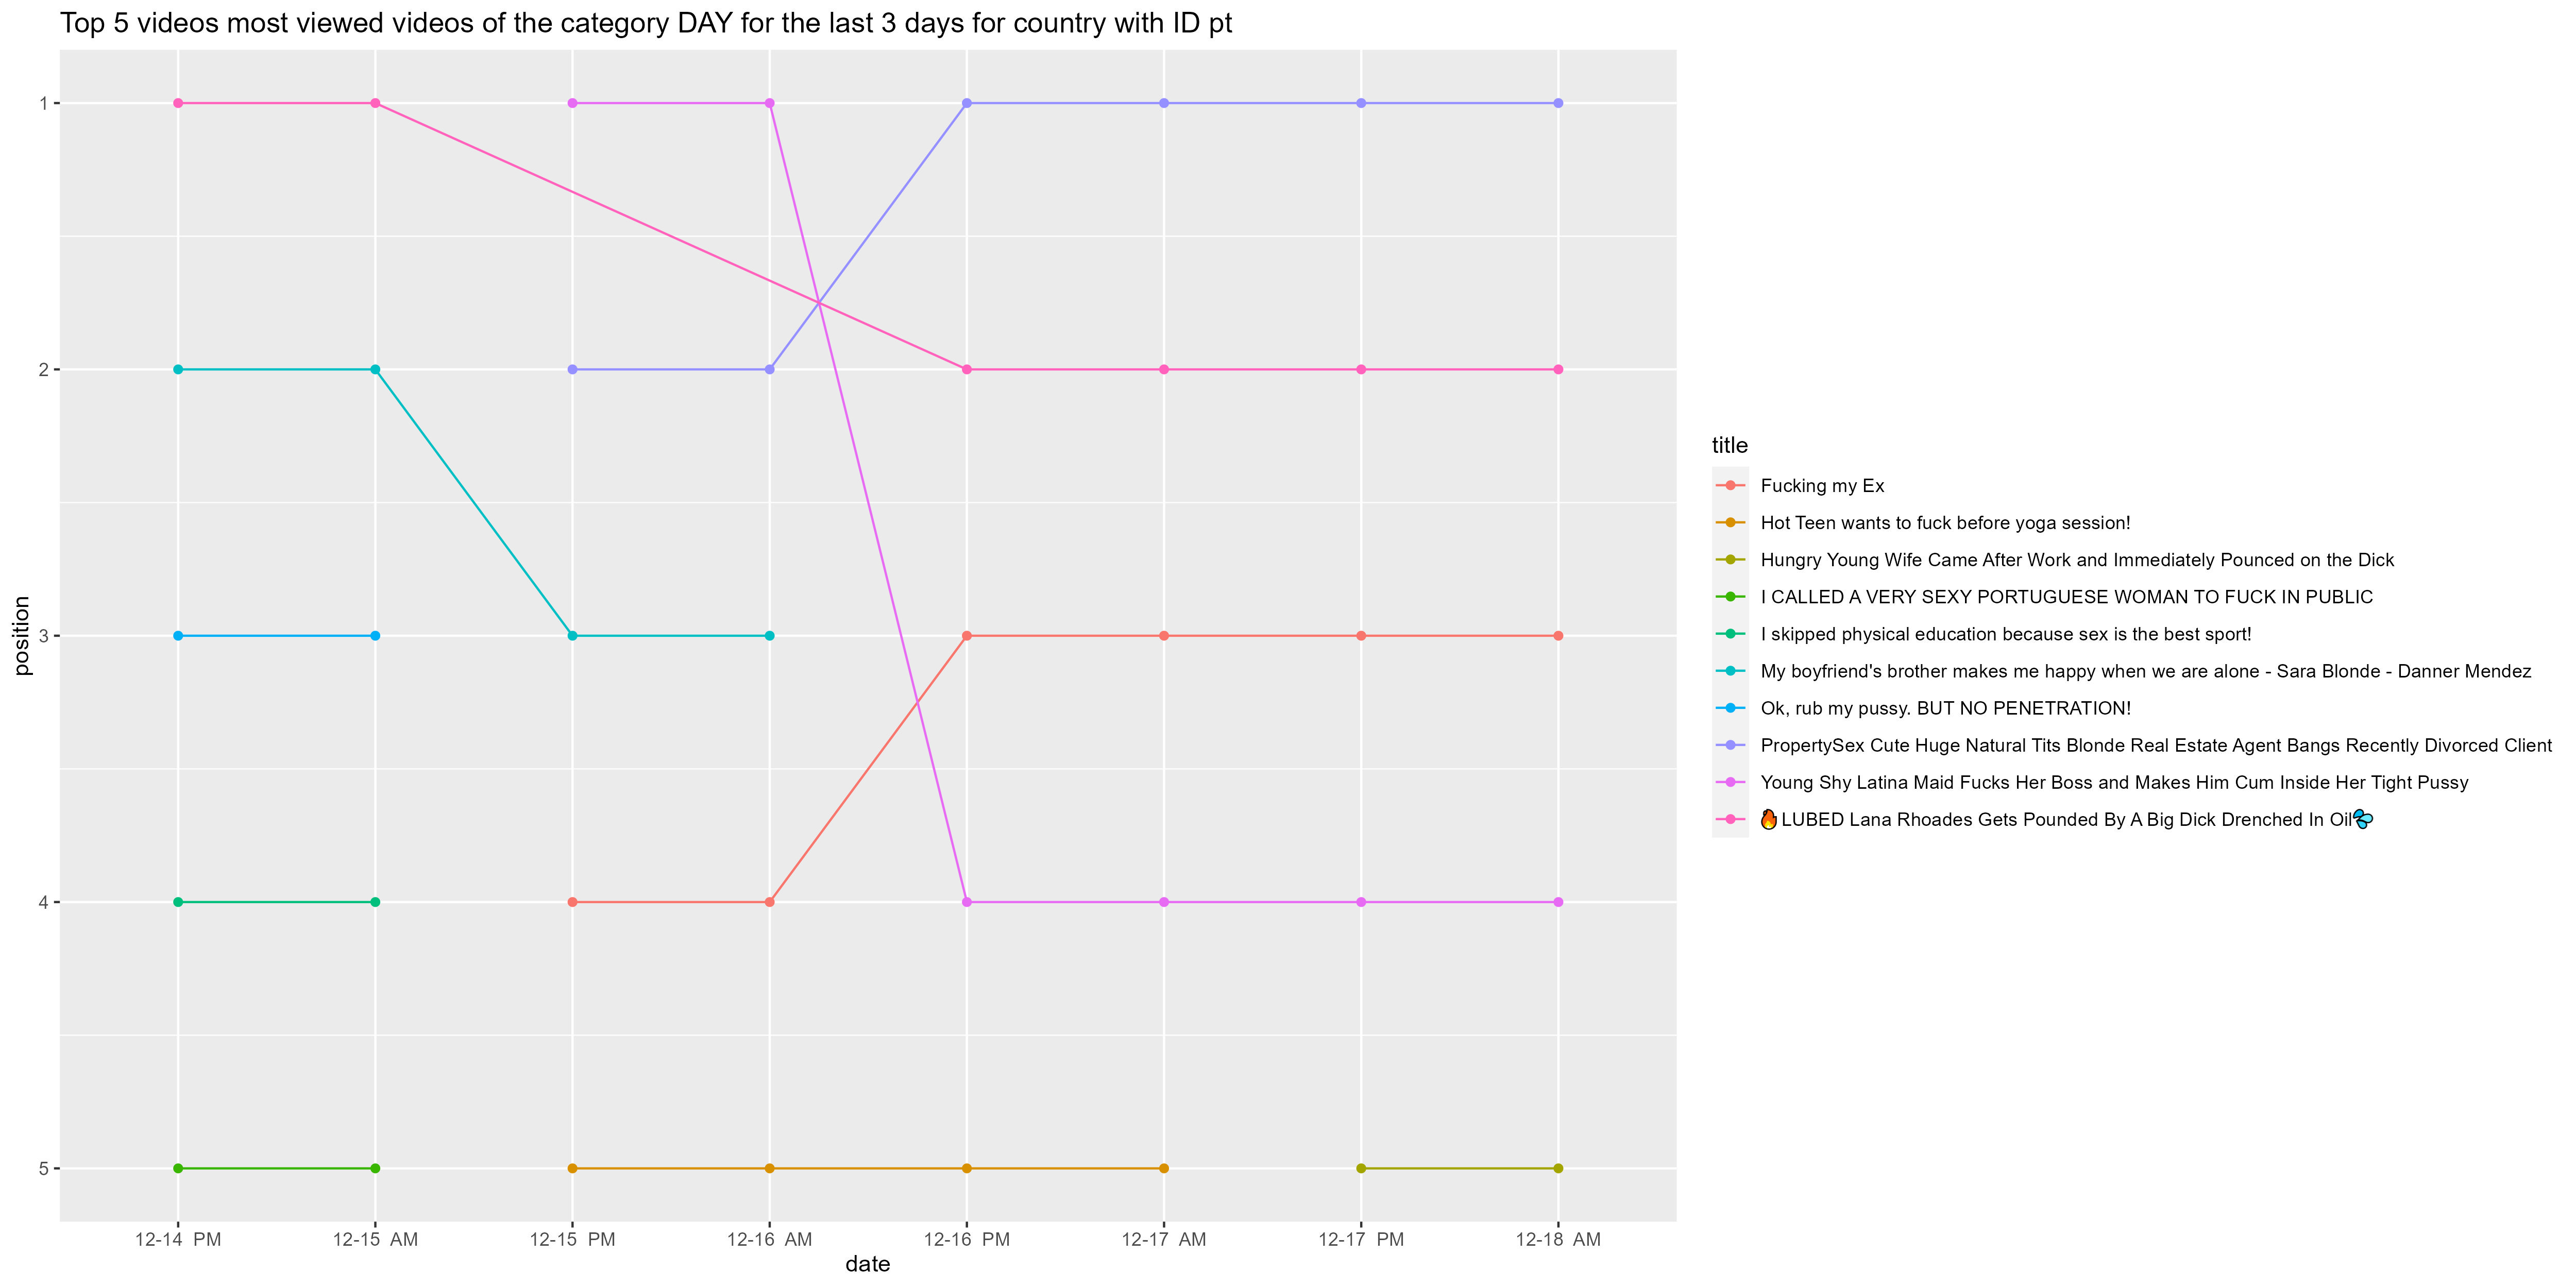 Top 5 videos most viewed videos of the category DAY for the last 3 days for country with ID pt
position
1
2
3
4
5
12-14 PM
12-15 AM
12-15 PM
12-16 AM
12-16 PM
12-17 AM
12-17 PM
12-18 AM
date
title
Fucking my Ex
Hot Teen wants to fuck before yoga session!
Hungry Young Wife Came After Work and Immediately Pounced on the Dick
I CALLED A VERY SEXY PORTUGUESE WOMAN TO FUCK IN PUBLIC
I skipped physical education because sex is the best sport!
My boyfriend's brother makes me happy when we are alone - Sara Blonde - Danner Mendez
Ok, rub my pussy. BUT NO PENETRATION!
PropertySex Cute Huge Natural Tits Blonde Real Estate Agent Bangs Recently Divorced Client
Young Shy Latina Maid Fucks Her Boss and Makes Him Cum Inside Her Tight Pussy
🔥LUBED Lana Rhoades Gets Pounded By A Big Dick Drenched In Oil💦